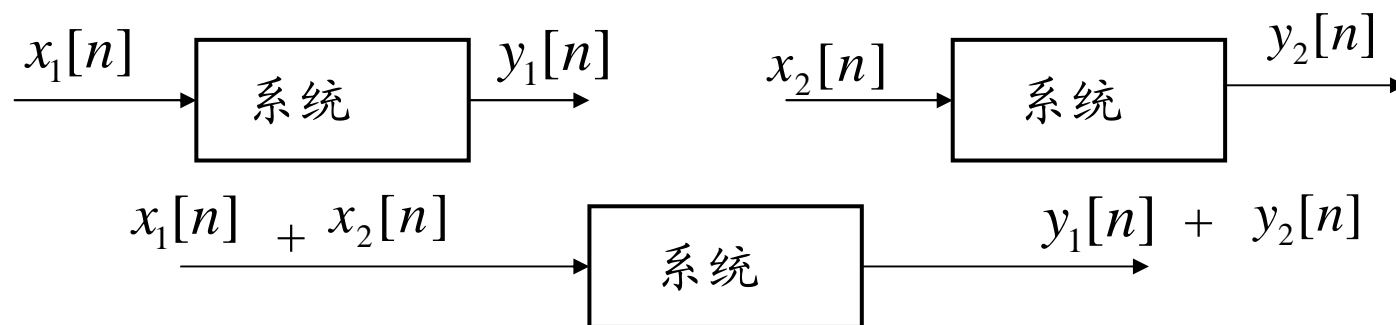 x₁[n] 系统 y₁[n] x₂[n] 系统 y₂[n]
x₁[n] + x₂[n] 系统 y₁[n] + y₂[n]